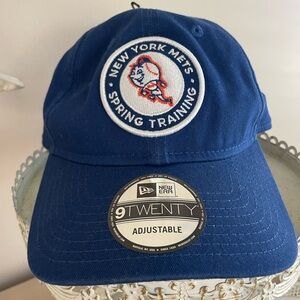 NEW YORK METS
SPRING TRAINING
NEW ERA
9TWENTY
ADJUSTABLE